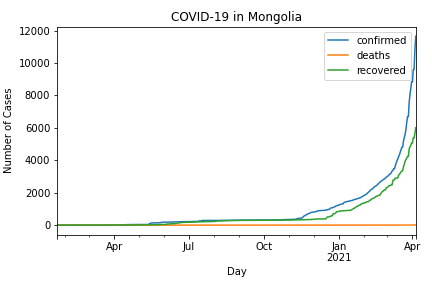 COVID-19 in Mongolia
12000
10000
8000
6000
4000
2000
0
Number of Cases
confirmed
deaths
recovered
Apr
Jul
Oct
Jan
2021
Apr
Day